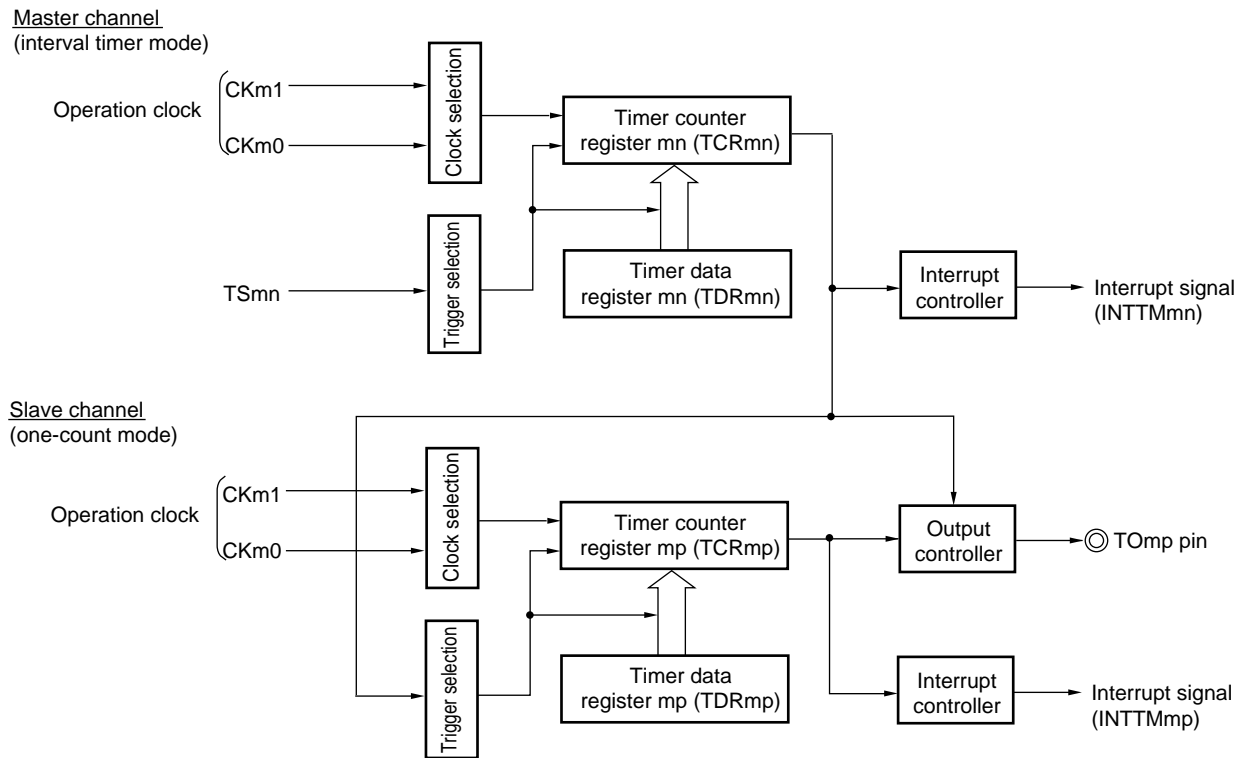 Master channel
(interval timer mode)
Operation clock
CKm1
CKm0
Clock selection
Timer counter
register mn (TCRmn)
TSmn
Trigger selection
Timer data
register mn (TDRmn)
Interrupt
controller
Interrupt signal
(INTTMmn)
Slave channel
(one-count mode)
Operation clock
CKm1
CKm0
Clock selection
Timer counter
register mp (TCRmp)
Output
controller
TOmp pin
Trigger selection
Timer data
register mp (TDRmp)
Interrupt
controller
Interrupt signal
(INTTMmp)